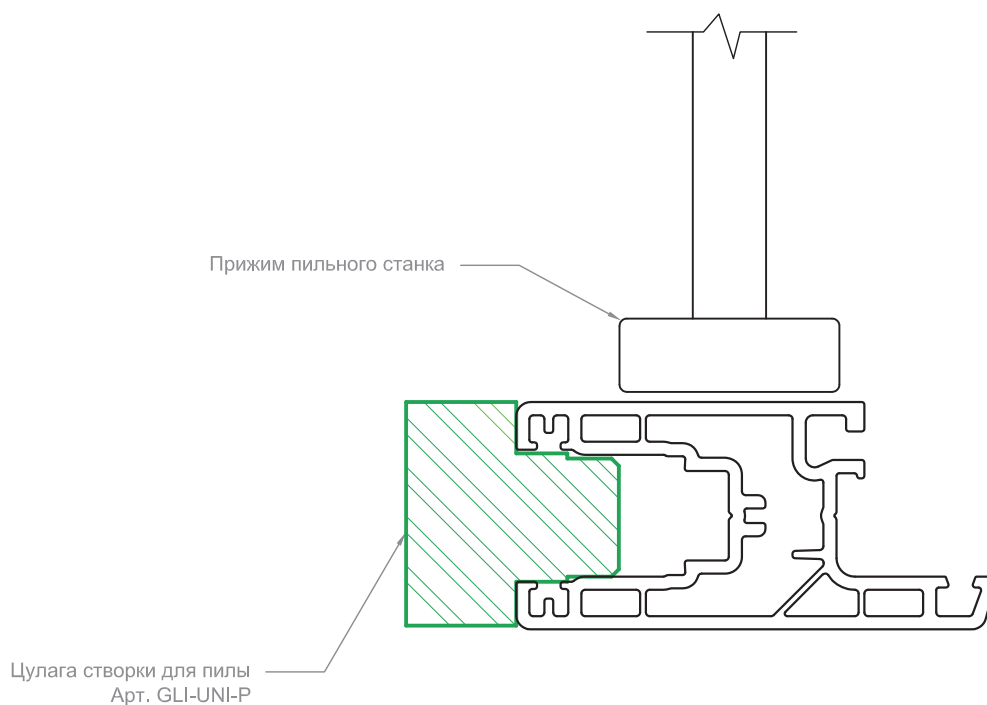 Прижим пильного станка
Цулага створки для пилы
Арт. GLI-UNI-P